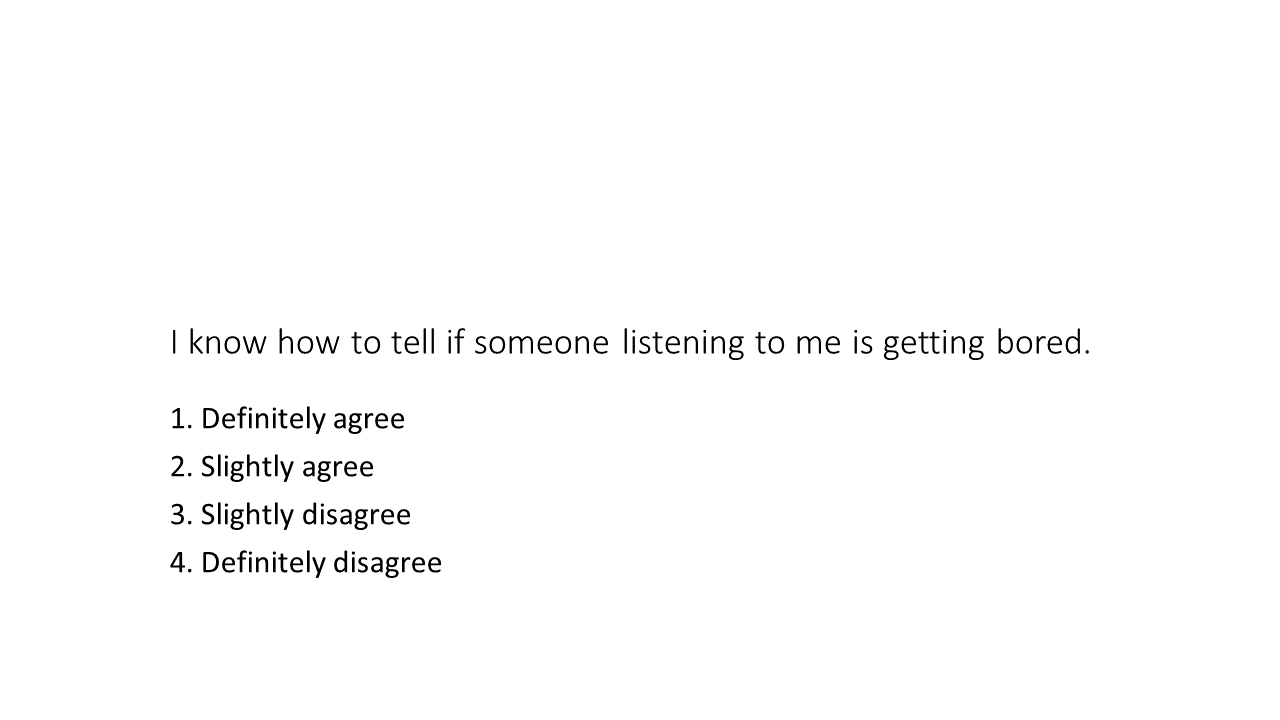 I know how to tell if someone listening to me is getting bored.
1. Definitely agree
2. Slightly agree
3. Slightly disagree
4. Definitely disagree